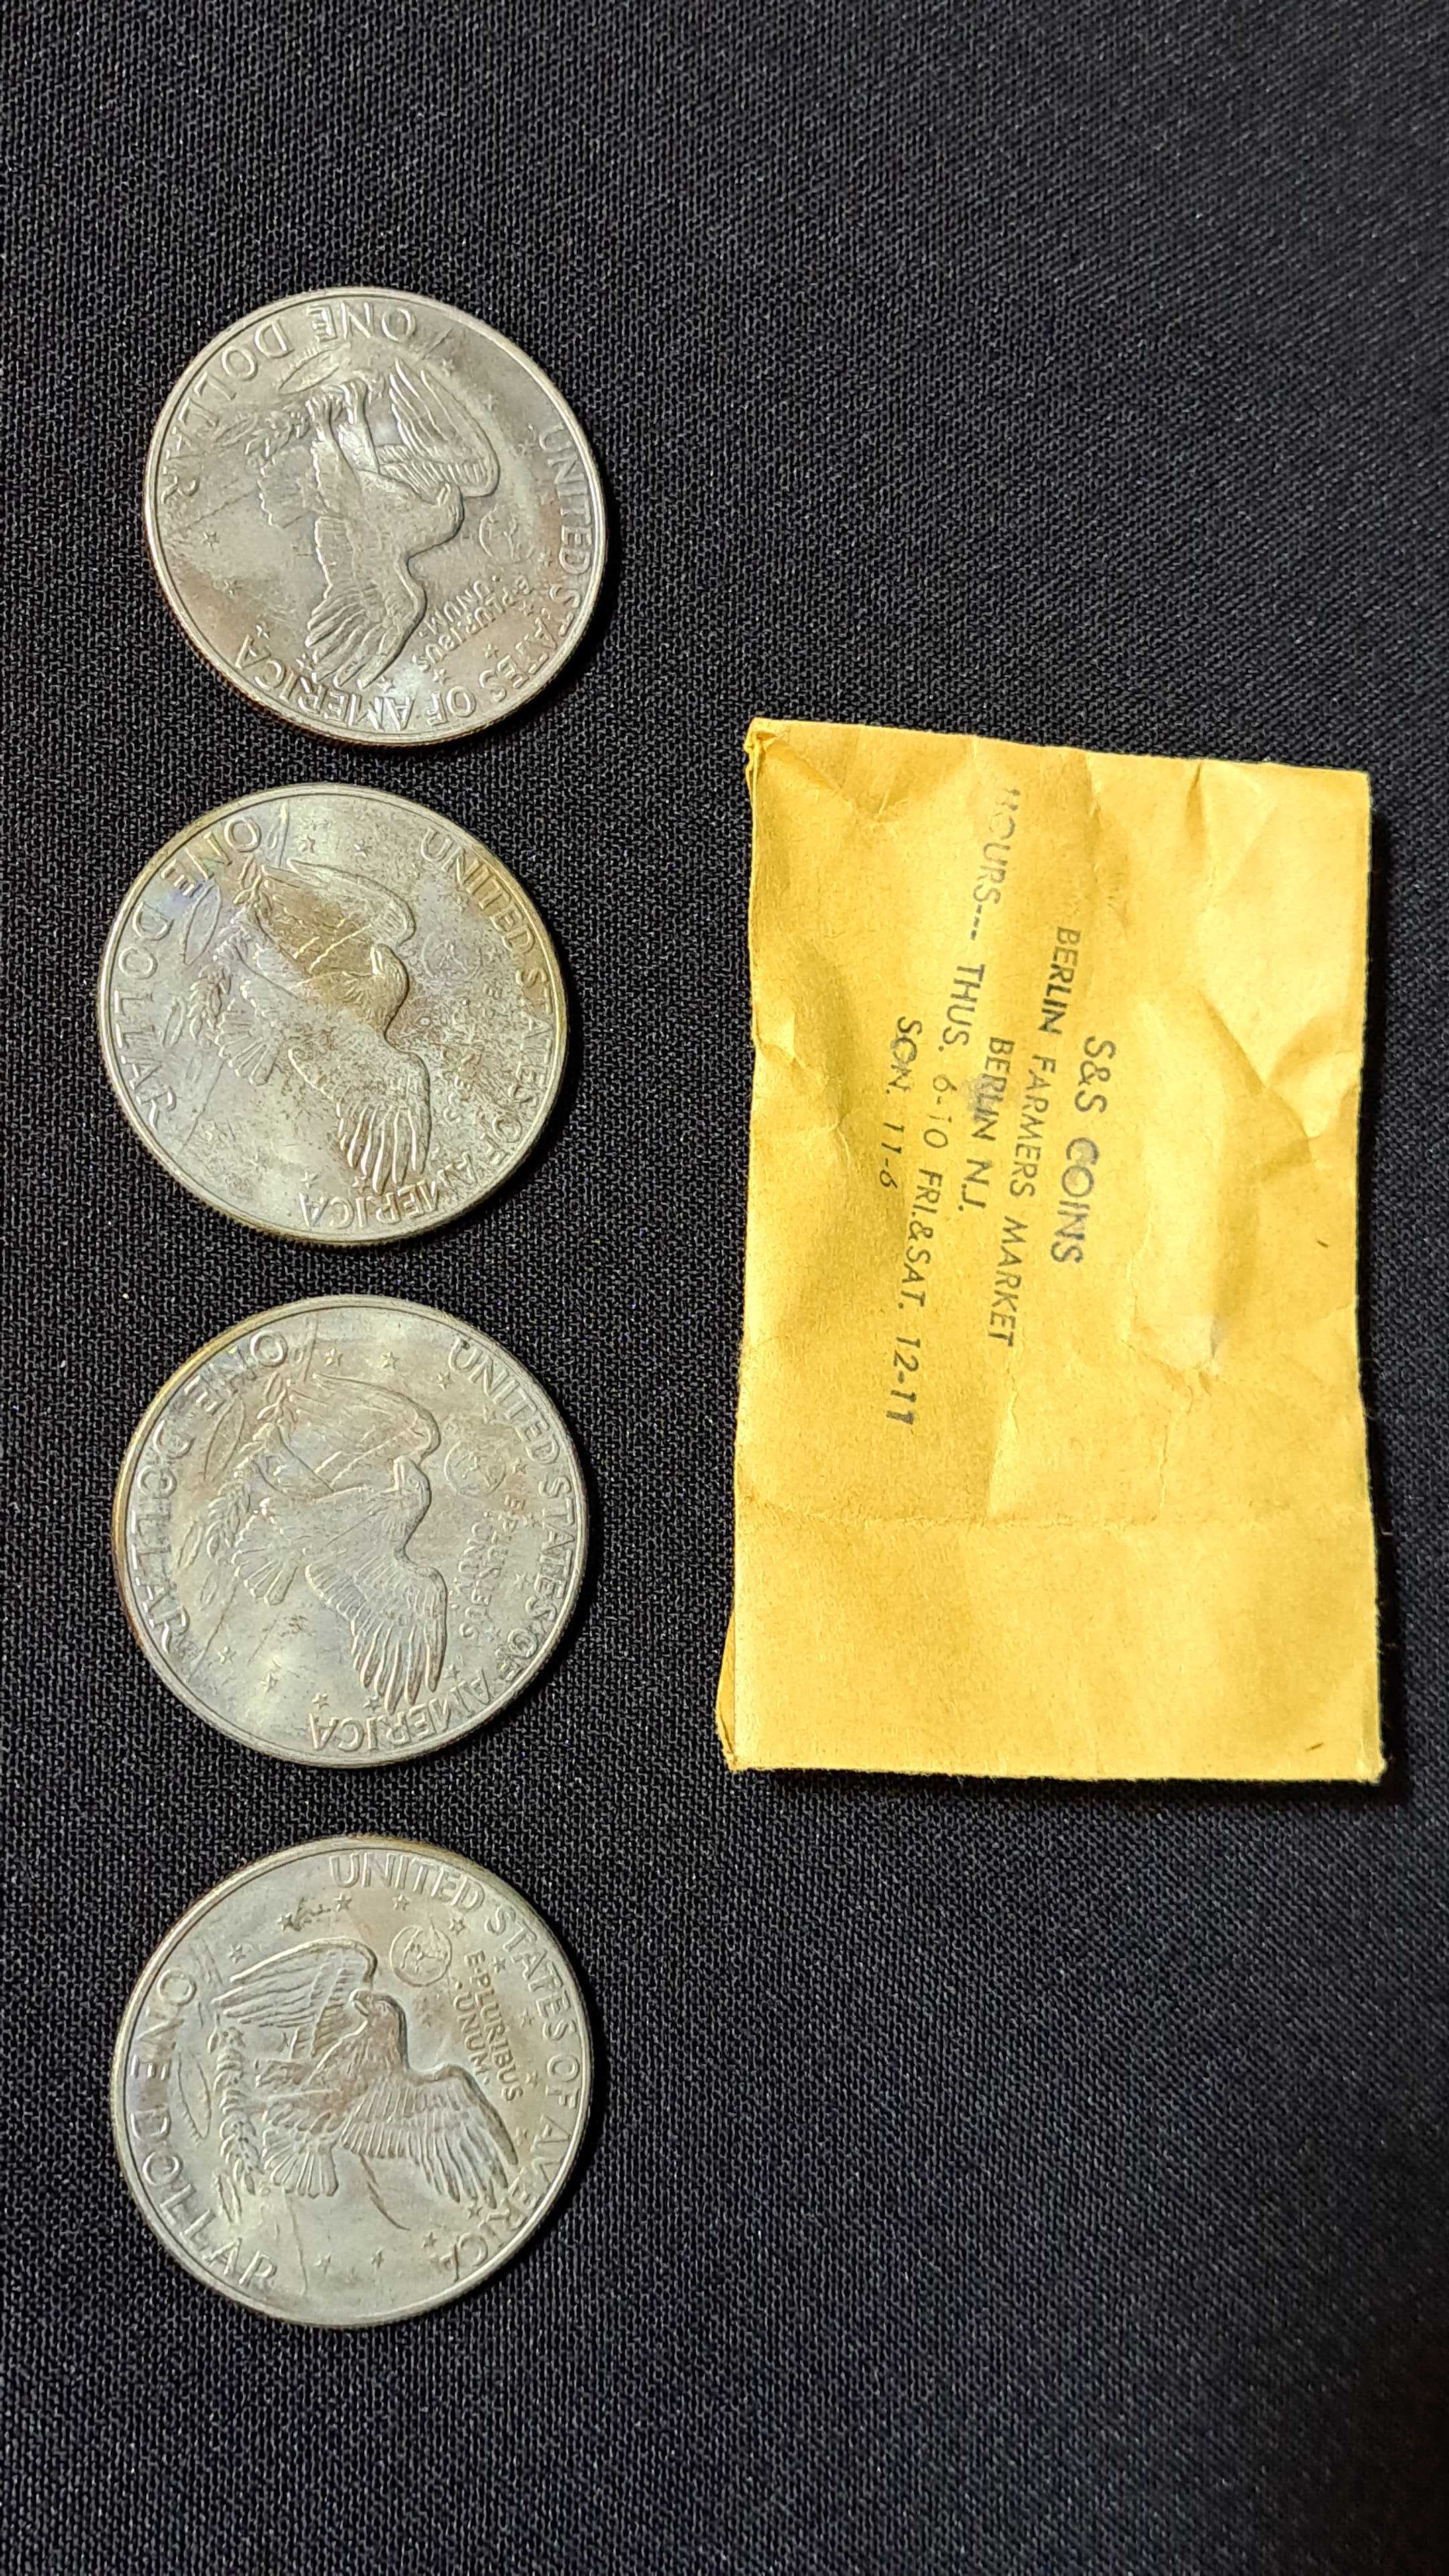 UNITED STATES OF AMERICA
E·PLURIBUS
·UNUM·
ONE DOLLAR
UNITED STATES OF AMERICA
ONE DOLLAR
UNITED STATES OF AMERICA
E·PLURIBUS
·UNUM·
ONE DOLLAR
UNITED STATES OF AMERICA
E·PLURIBUS
·UNUM·
ONE DOLLAR
S&S COINS
BERLIN FARMERS MARKET
BERLIN N.J.
HOURS--- THUS. 6-10 FRI.&SAT. 12-11
SON. 11-6